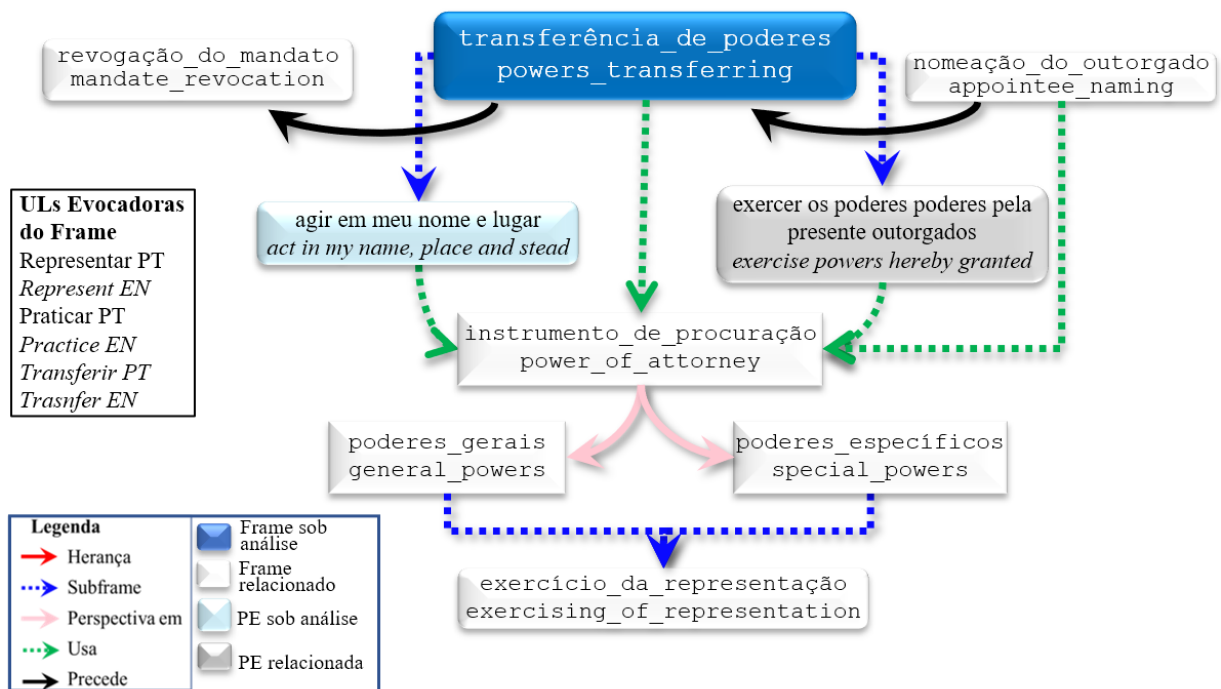 transferência_de_poderes
powers_transferring
revogação_do_mandato
mandate_revocation
nomeação_do_outorgado
appointee_naming
ULs Evocadoras
do Frame
Representar PT
Represent EN
Praticar PT
Practice EN
Transferir PT
Trasnfer EN
agir em meu nome e lugar
act in my name, place and stead
exercer os poderes poderes pela
presente outorgados
exercise powers hereby granted
instrumento_de_procuração
power_of_attorney
poderes_gerais
general_powers
poderes_específicos
special_powers
exercício_da_representação
exercising_of_representation
Legenda
Herança
Subframe
Perspectiva em
Usa
Precede
Frame sob
análise
Frame
relacionado
PE sob análise
PE relacionada